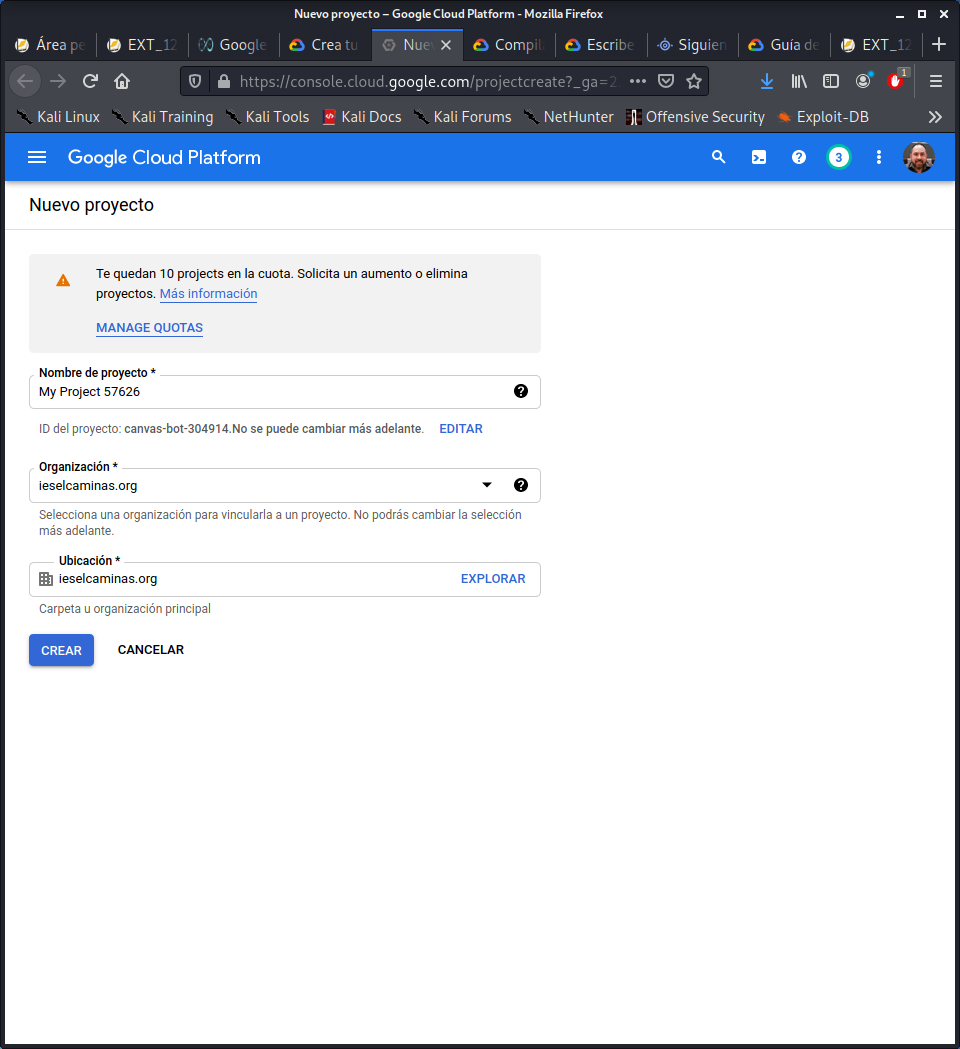 Nuevo proyecto – Google Cloud Platform - Mozilla Firefox
Área pe EXT_12 Google Crea tu Nuev Compil Escribe Siguien Guía de EXT_12
https://console.cloud.google.com/projectcreate?_ga=2 1
Kali Linux Kali Training Kali Tools Kali Docs Kali Forums NetHunter Offensive Security Exploit-DB
Google Cloud Platform 3
Nuevo proyecto
Te quedan 10 projects en la cuota. Solicita un aumento o elimina
proyectos. Más información
MANAGE QUOTAS
Nombre de proyecto *
My Project 57626
ID del proyecto: canvas-bot-304914.No se puede cambiar más adelante. EDITAR
Organización *
ieselcaminas.org
Selecciona una organización para vincularla a un proyecto. No podrás cambiar la selección
más adelante.
Ubicación *
ieselcaminas.org EXPLORAR
Carpeta u organización principal
CREAR CANCELAR